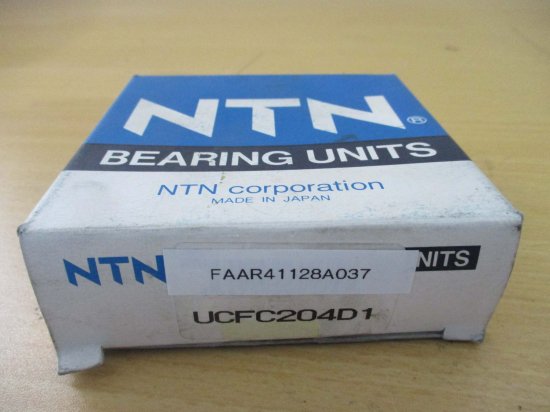 NTN®
BEARING UNITS
NTN corporation
MADE IN JAPAN
NTN UNITS
FAAR41128A037
UCFC204D1